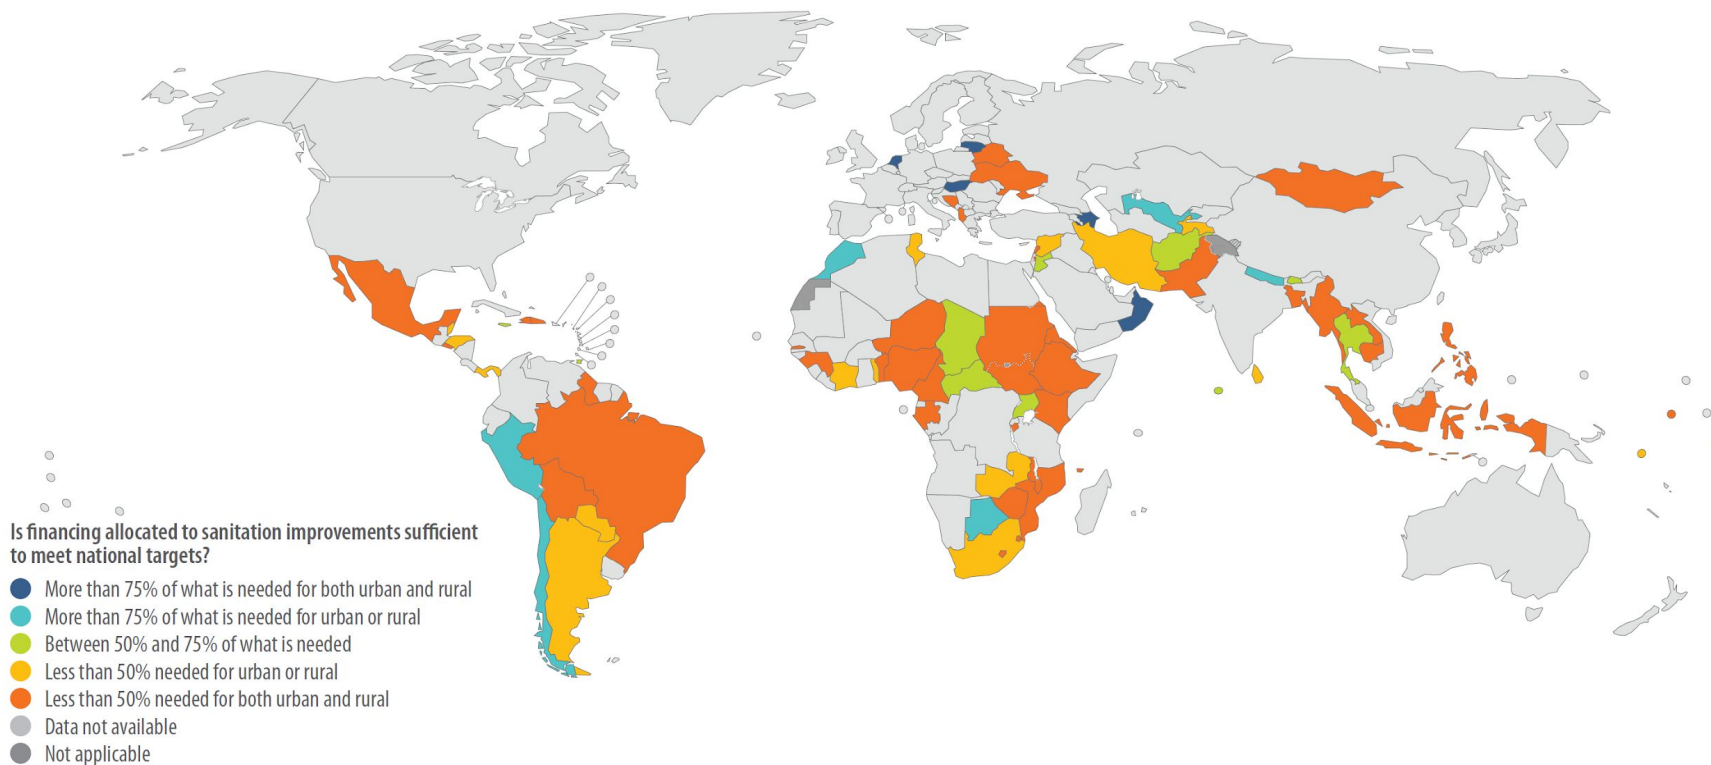 Is financing allocated to sanitation improvements sufficient
to meet national targets?
More than 75% of what is needed for both urban and rural
More than 75% of what is needed for urban or rural
Between 50% and 75% of what is needed
Less than 50% needed for urban or rural
Less than 50% needed for both urban and rural
Data not available
Not applicable